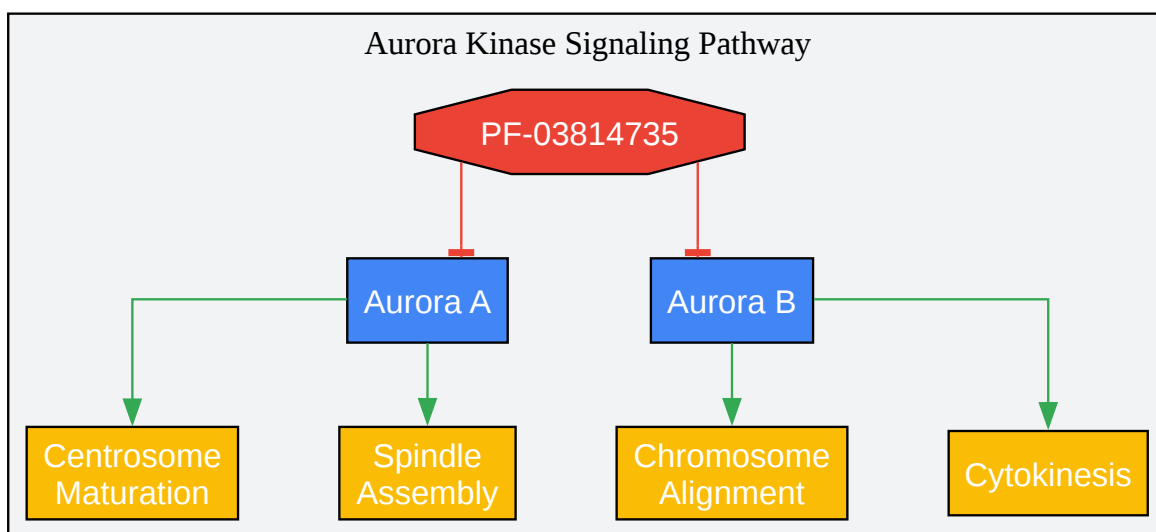 Aurora Kinase Signaling Pathway
PF-03814735
Aurora A
Aurora B
Centrosome
Maturation
Spindle
Assembly
Chromosome
Alignment
Cytokinesis